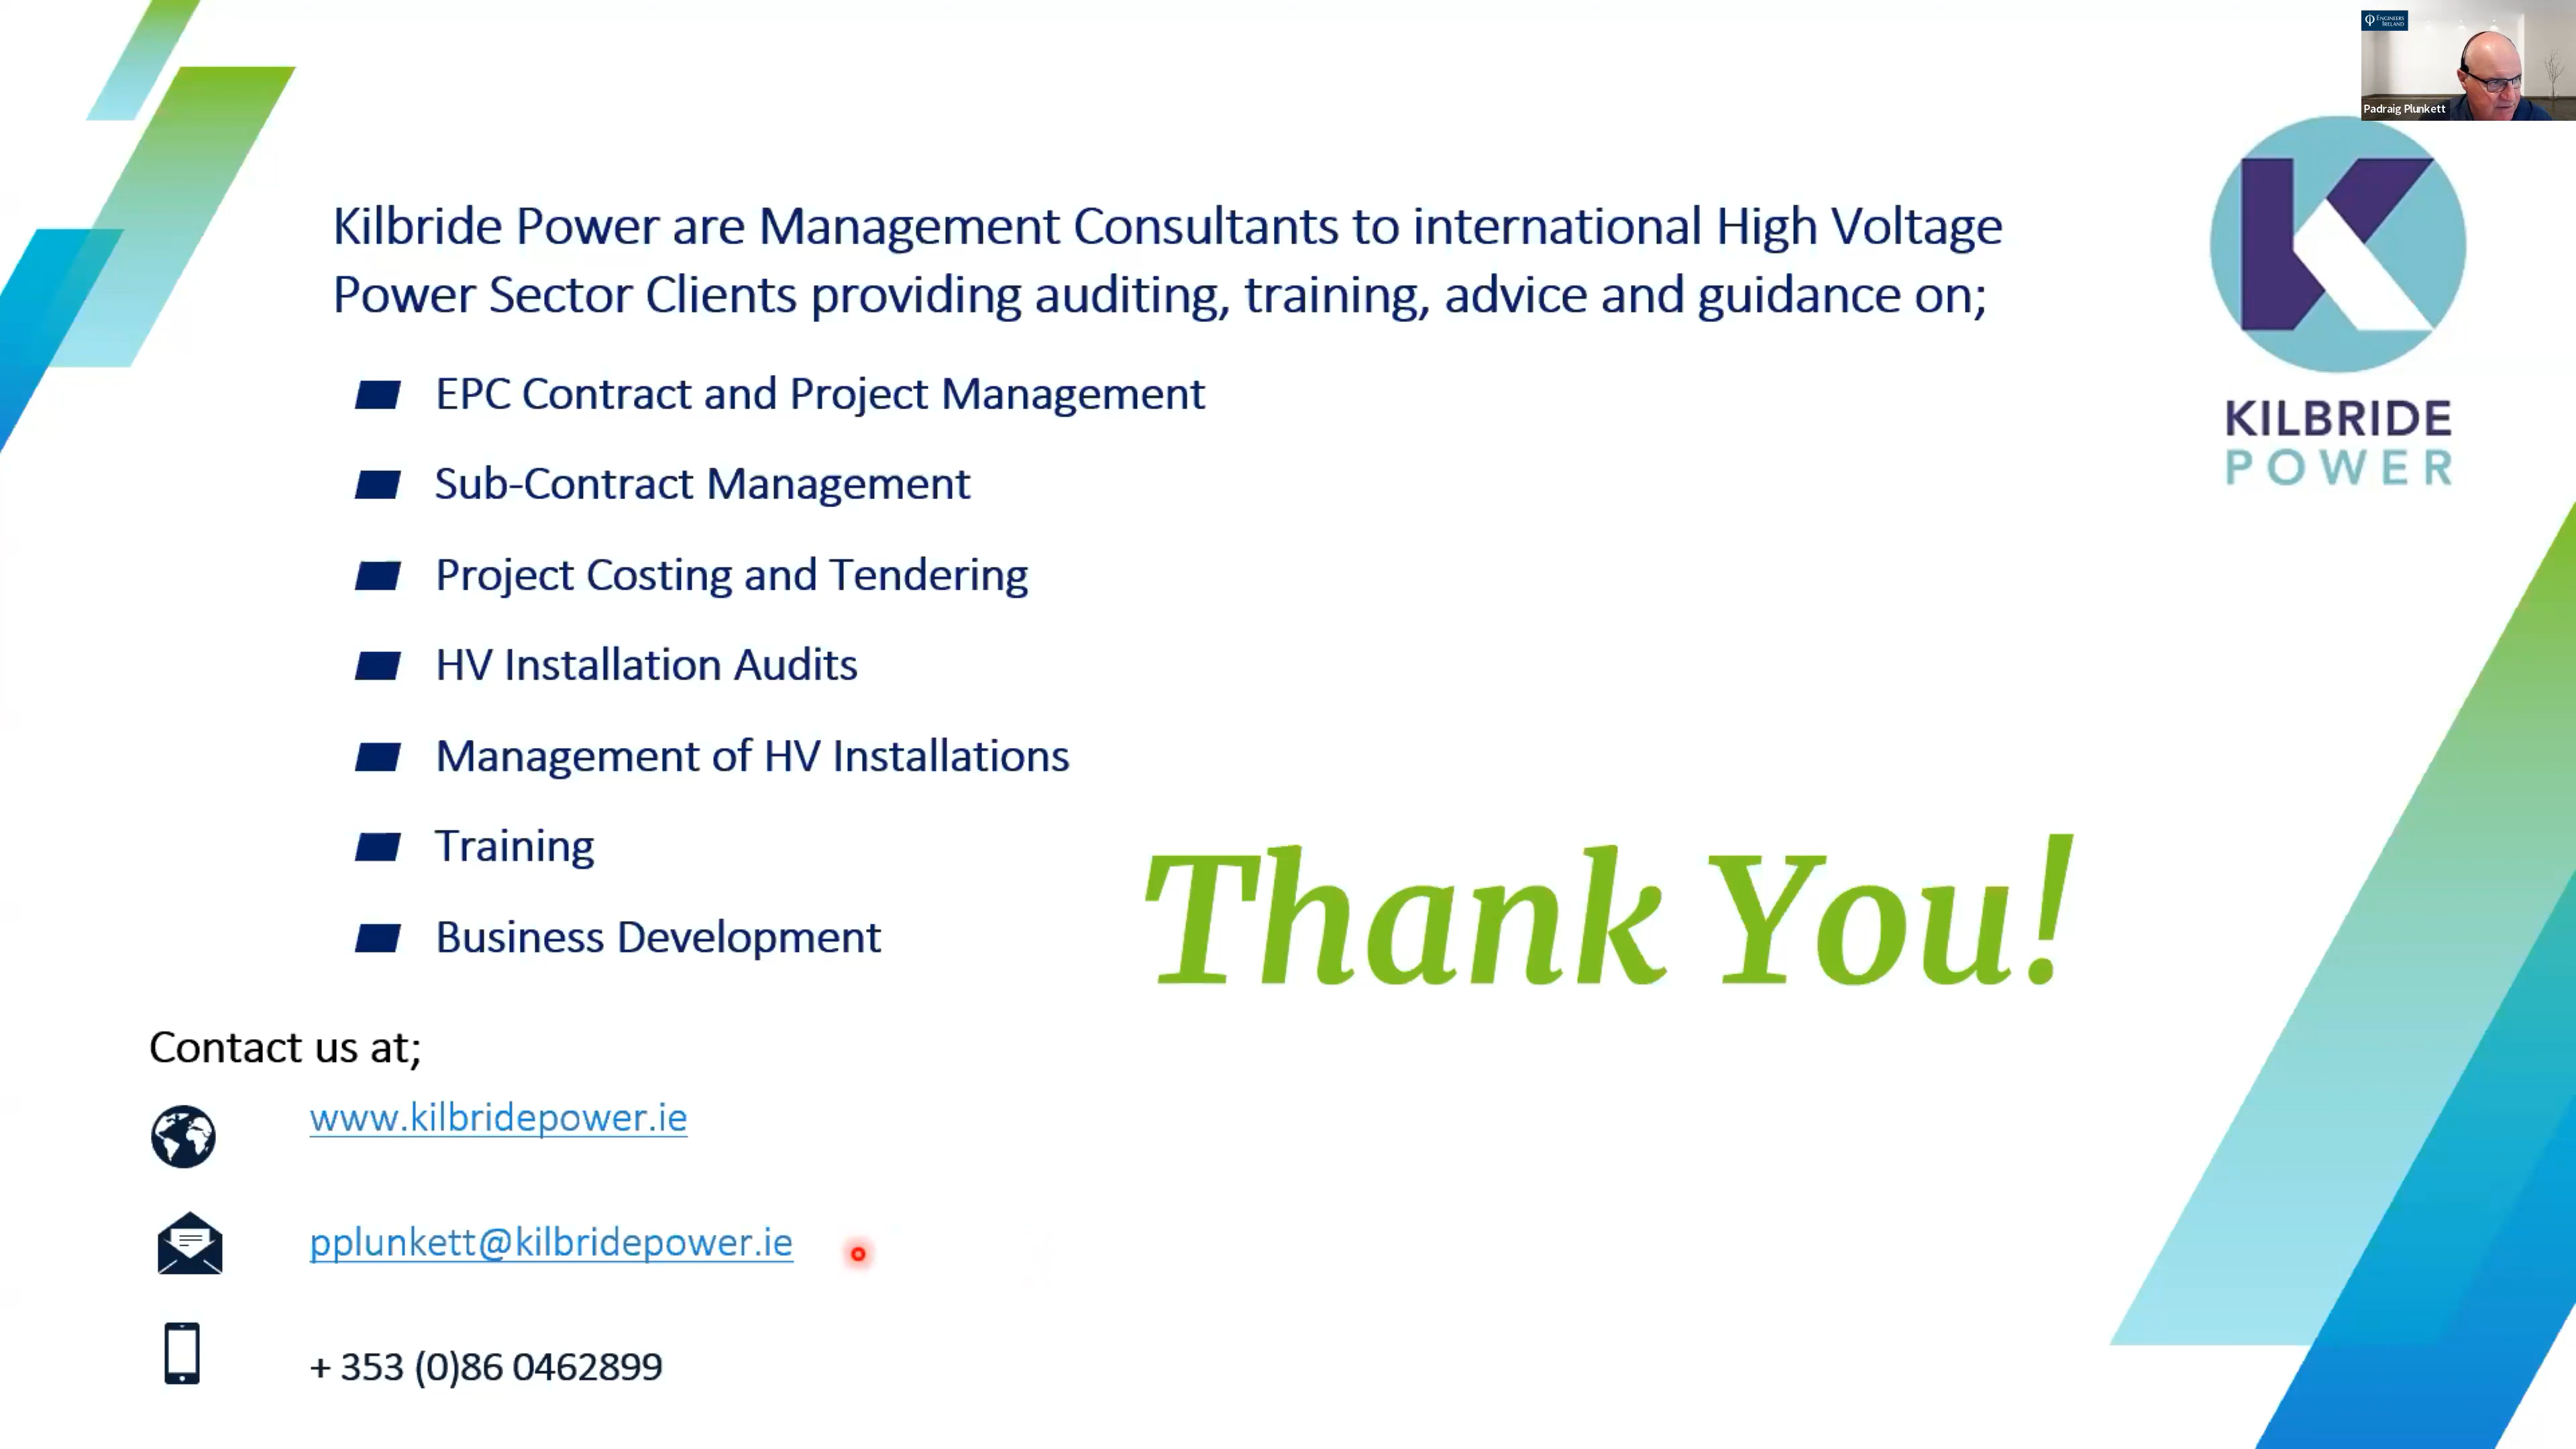 ENGINEERS
IRELAND
Padraig Plunkett
Kilbride Power are Management Consultants to international High Voltage
Power Sector Clients providing auditing, training, advice and guidance on;
EPC Contract and Project Management
Sub-Contract Management
Project Costing and Tendering
HV Installation Audits
Management of HV Installations
Training
Business Development
KILBRIDE
POWER
Thank You!
Contact us at;
www.kilbridepower.ie
pplunkett@kilbridepower.ie
+ 353 (0)86 0462899